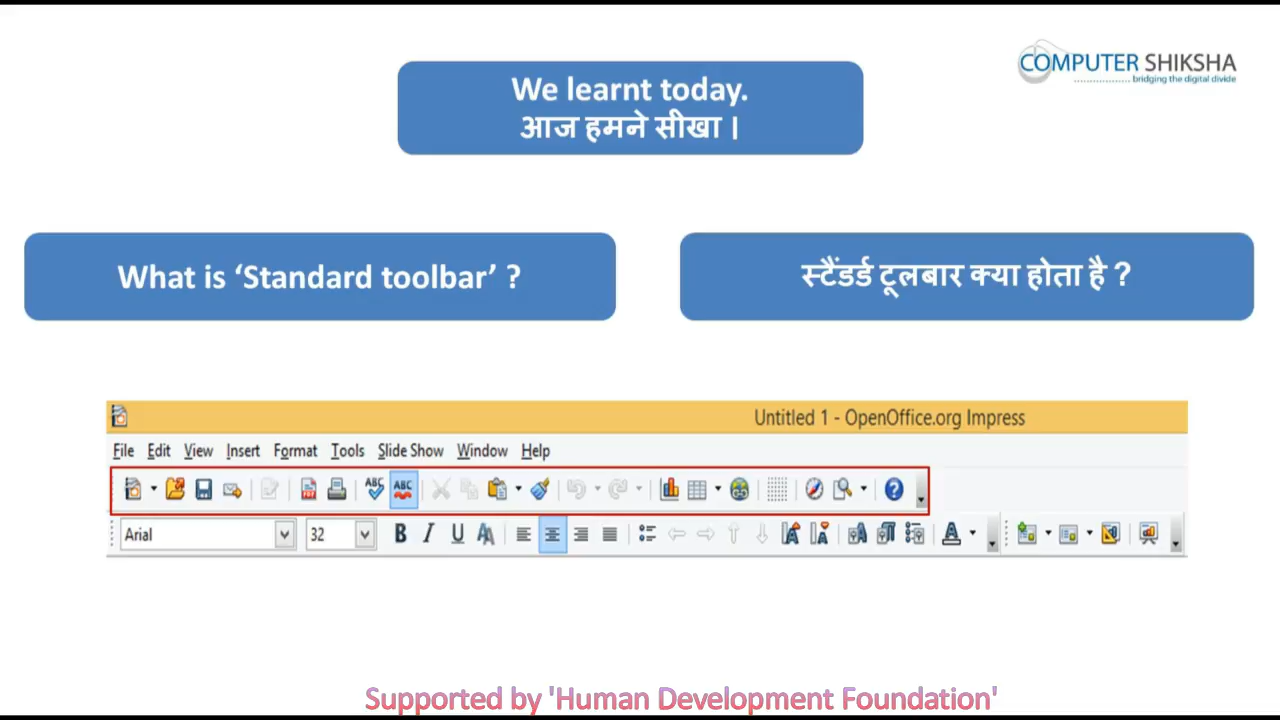 COMPUTER SHIKSHA
bridging the digital divide
We learnt today.
आज हमने सीखा ।
What is ‘Standard toolbar’ ?
स्टैंडर्ड टूलबार क्या होता है ?
Untitled 1 - OpenOffice.org Impress
File Edit View Insert Format Tools Slide Show Window Help
ABC ABC
Arial 32 B I U
Supported by 'Human Development Foundation'